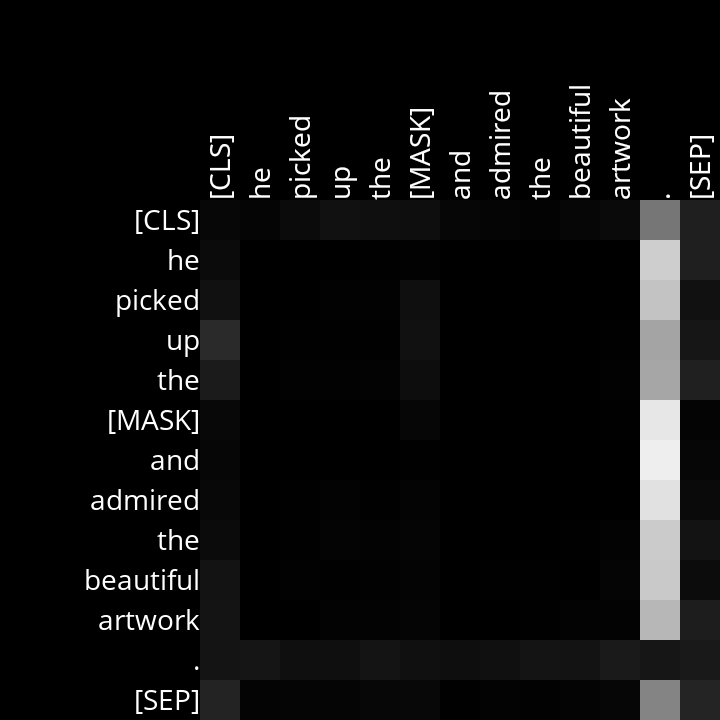 [CLS] he picked up the [MASK] and admired the beautiful artwork . [SEP]
[CLS]
he
picked
up
the
[MASK]
and
admired
the
beautiful
artwork
.
[SEP]